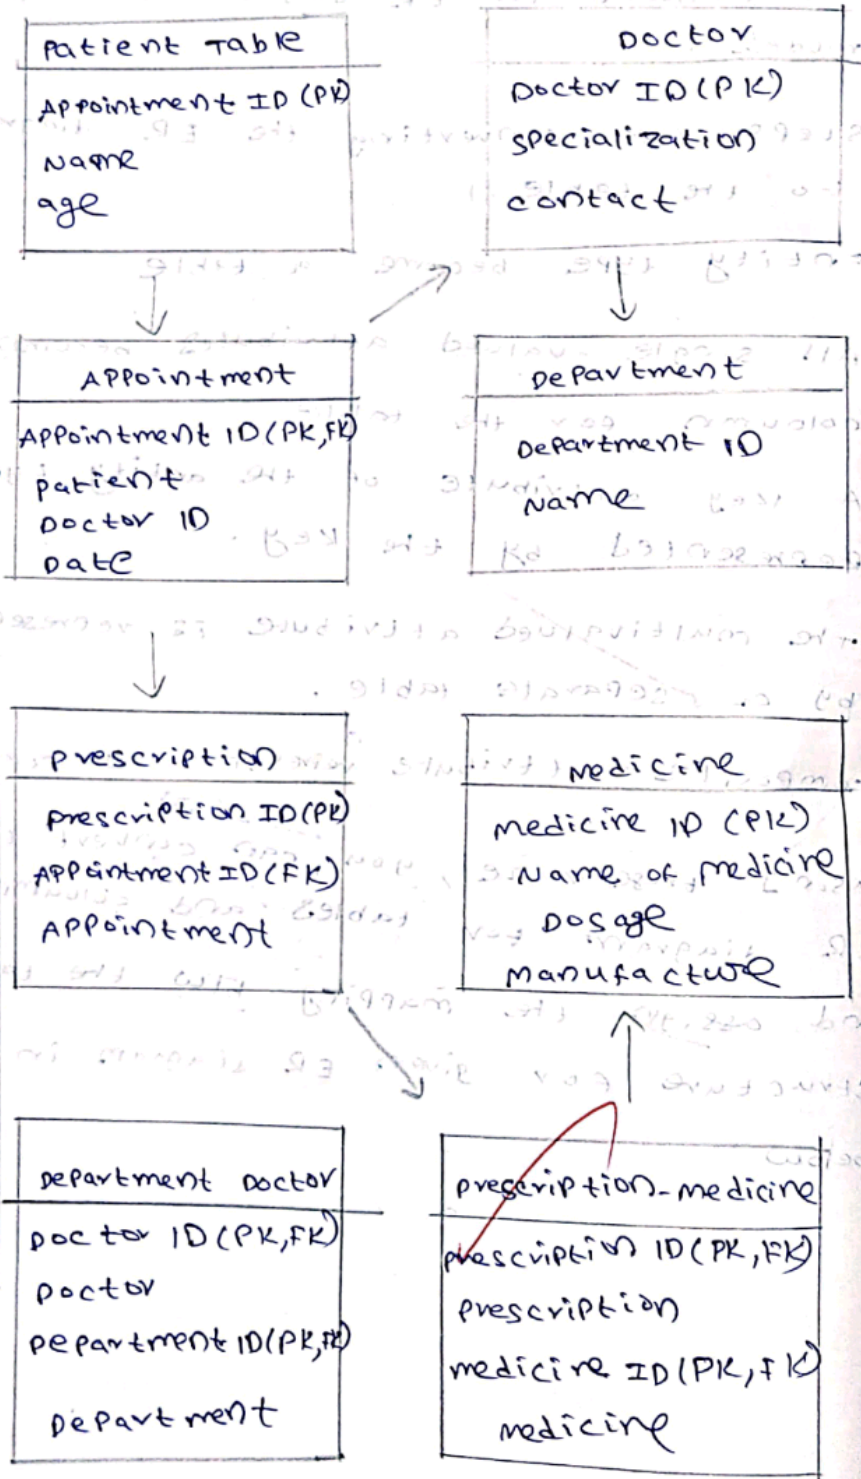 Patient Table
Appointment ID (PK)
Name
age
Doctor
Doctor ID (PK)
specialization
contact
Appointment
Appointment ID (PK,FK)
patient
Doctor ID
Date
Department
Department ID
Name
prescription
prescription ID (PK)
Appointment ID (FK)
Appointment
medicine
medicine ID (PK)
Name of medicine
Dosage
manufacture
Department Doctor
Doctor ID (PK,FK)
Doctor
Department ID (PK,FK)
Department
prescription-medicine
prescription ID (PK,FK)
prescription
medicine ID (PK,FK)
medicine